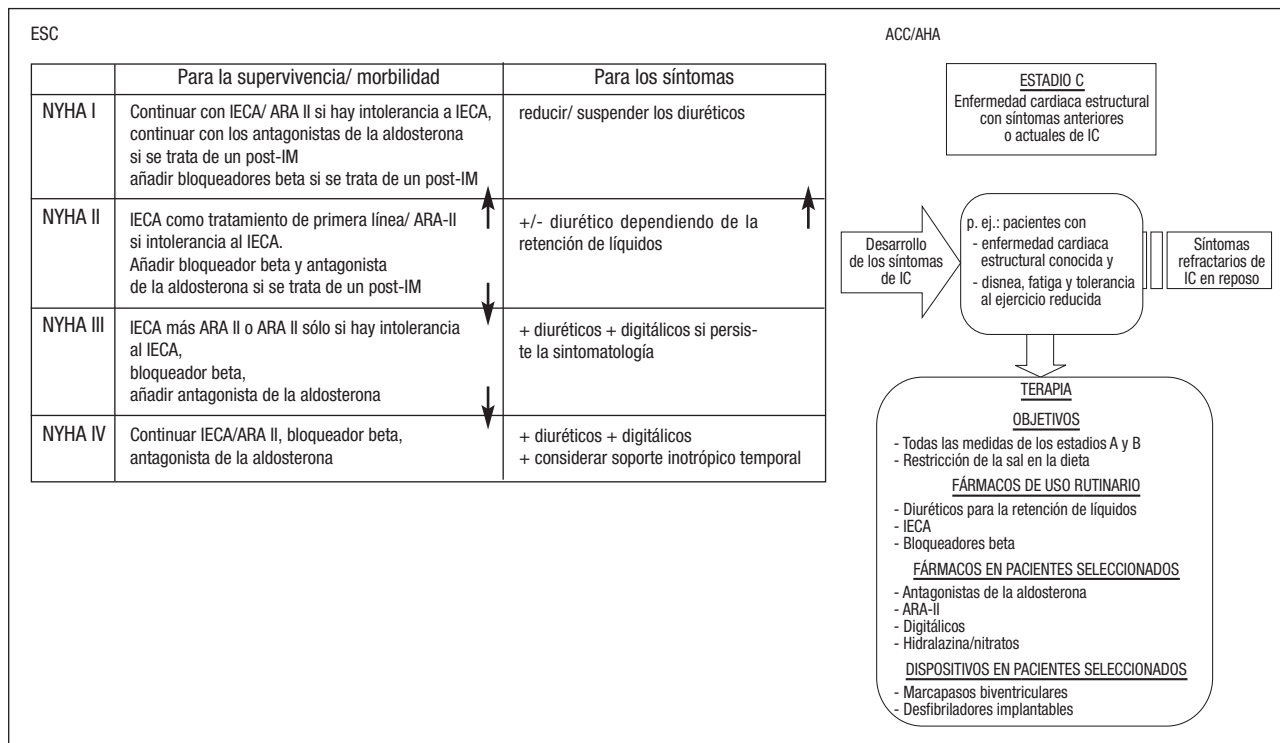 ESC
Para la supervivencia/ morbilidad
Para los síntomas
NYHA I
Continuar con IECA/ ARA II si hay intolerancia a IECA,
continuar con los antagonistas de la aldosterona
si se trata de un post-IM
añadir bloqueadores beta si se trata de un post-IM
reducir/ suspender los diuréticos
NYHA II
IECA como tratamiento de primera línea/ ARA-II
si intolerancia al IECA.
Añadir bloqueador beta y antagonista
de la aldosterona si se trata de un post-IM
+/- diurético dependiendo de la
retención de líquidos
NYHA III
IECA más ARA II o ARA II sólo si hay intolerancia
al IECA,
bloqueador beta,
añadir antagonista de la aldosterona
+ diuréticos + digitálicos si persis-
te la sintomatología
NYHA IV
Continuar IECA/ARA II, bloqueador beta,
antagonista de la aldosterona
+ diuréticos + digitálicos
+ considerar soporte inotrópico temporal
ACC/AHA
ESTADIO C
Enfermedad cardiaca estructural
con síntomas anteriores
o actuales de IC
Desarrollo
de los síntomas
de IC
p. ej.: pacientes con
- enfermedad cardiaca
estructural conocida y
- disnea, fatiga y tolerancia
al ejercicio reducida
Síntomas
refractarios de
IC en reposo
TERAPIA
OBJETIVOS
- Todas las medidas de los estadios A y B
- Restricción de la sal en la dieta
FÁRMACOS DE USO RUTINARIO
- Diuréticos para la retención de líquidos
- IECA
- Bloqueadores beta
FÁRMACOS EN PACIENTES SELECCIONADOS
- Antagonistas de la aldosterona
- ARA-II
- Digitálicos
- Hidralazina/nitratos
DISPOSITIVOS EN PACIENTES SELECCIONADOS
- Marcapasos biventriculares
- Desfibriladores implantables